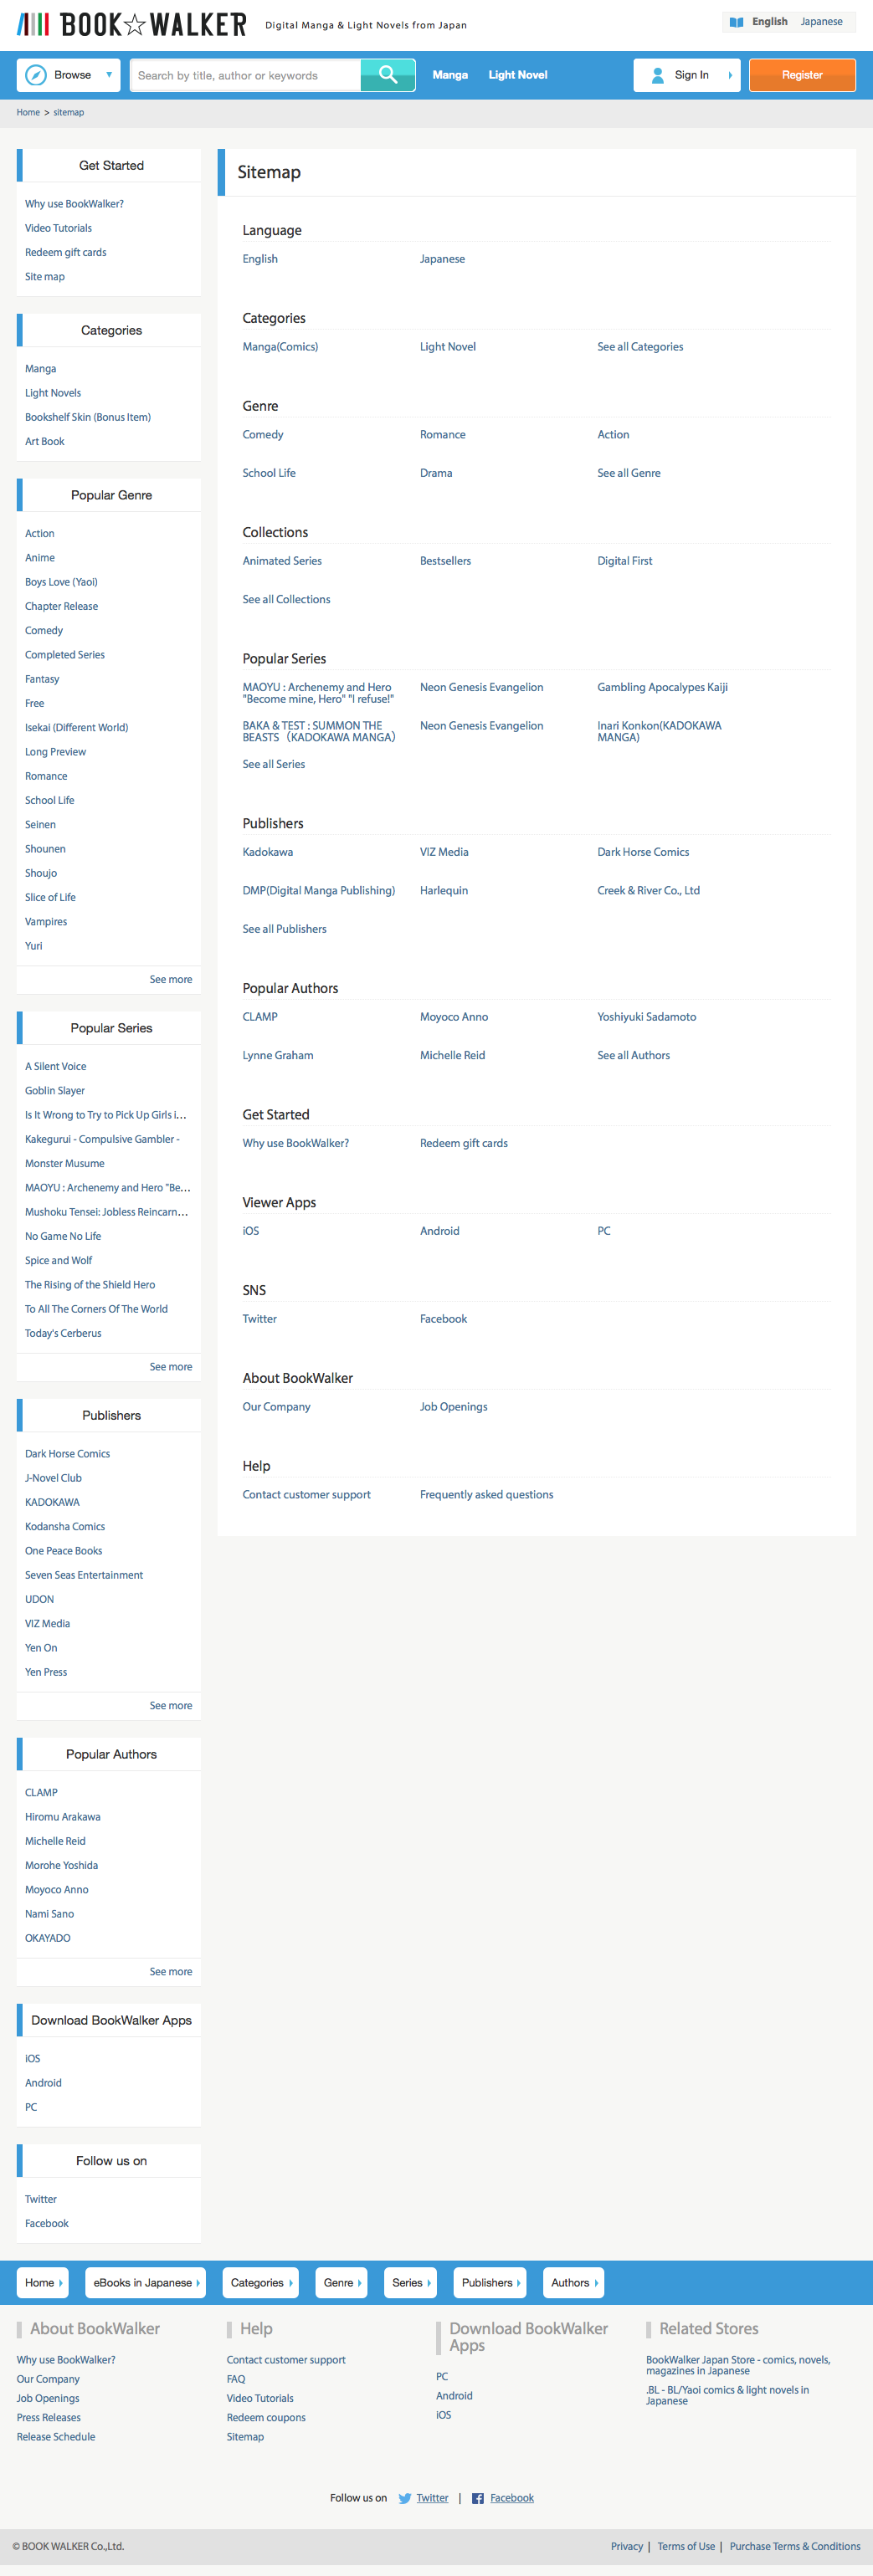 BOOK☆WALKER
Digital Manga & Light Novels from Japan
English Japanese
Browse
Search by title, author or keywords
Manga Light Novel
Sign In
Register
Home > sitemap
Get Started
Why use BookWalker?
Video Tutorials
Redeem gift cards
Site map
Categories
Manga
Light Novels
Bookshelf Skin (Bonus Item)
Art Book
Popular Genre
Action
Anime
Boys Love (Yaoi)
Chapter Release
Comedy
Completed Series
Fantasy
Free
Isekai (Different World)
Long Preview
Romance
School Life
Seinen
Shounen
Shoujo
Slice of Life
Vampires
Yuri
See more
Popular Series
A Silent Voice
Goblin Slayer
Is It Wrong to Try to Pick Up Girls i...
Kakegurui - Compulsive Gambler -
Monster Musume
MAOYU : Archenemy and Hero "Be...
Mushoku Tensei: Jobless Reincarn...
No Game No Life
Spice and Wolf
The Rising of the Shield Hero
To All The Corners Of The World
Today's Cerberus
See more
Publishers
Dark Horse Comics
J-Novel Club
KADOKAWA
Kodansha Comics
One Peace Books
Seven Seas Entertainment
UDON
VIZ Media
Yen On
Yen Press
See more
Popular Authors
CLAMP
Hiromu Arakawa
Michelle Reid
Morohe Yoshida
Moyoco Anno
Nami Sano
OKAYADO
See more
Download BookWalker Apps
iOS
Android
PC
Follow us on
Twitter
Facebook
Sitemap
Language
English Japanese
Categories
Manga(Comics) Light Novel See all Categories
Genre
Comedy Romance Action
School Life Drama See all Genre
Collections
Animated Series Bestsellers Digital First
See all Collections
Popular Series
MAOYU : Archenemy and Hero
"Become mine, Hero" "I refuse!"
Neon Genesis Evangelion
Gambling Apocalypes Kaiji
BAKA & TEST : SUMMON THE
BEASTS（KADOKAWA MANGA）
Neon Genesis Evangelion
Inari Konkon(KADOKAWA
MANGA)
See all Series
Publishers
Kadokawa VIZ Media Dark Horse Comics
DMP(Digital Manga Publishing) Harlequin Creek & River Co., Ltd
See all Publishers
Popular Authors
CLAMP Moyoco Anno Yoshiyuki Sadamoto
Lynne Graham Michelle Reid See all Authors
Get Started
Why use BookWalker? Redeem gift cards
Viewer Apps
iOS Android PC
SNS
Twitter Facebook
About BookWalker
Our Company Job Openings
Help
Contact customer support Frequently asked questions
Home eBooks in Japanese Categories Genre Series Publishers Authors
About BookWalker
Why use BookWalker?
Our Company
Job Openings
Press Releases
Release Schedule
Help
Contact customer support
FAQ
Video Tutorials
Redeem coupons
Sitemap
Download BookWalker
Apps
PC
Android
iOS
Related Stores
BookWalker Japan Store - comics, novels,
magazines in Japanese
.BL - BL/Yaoi comics & light novels in
Japanese
Follow us on Twitter | Facebook
© BOOK WALKER Co.,Ltd.
Privacy | Terms of Use | Purchase Terms & Conditions